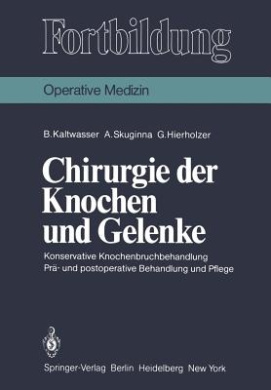 Fortbildung
Operative Medizin
B. Kaltwasser A. Skuginna G. Hierholzer
Chirurgie der
Knochen
und Gelenke
Konservative Knochenbruchbehandlung
Prä- und postoperative Behandlung und Pflege
Springer-Verlag Berlin Heidelberg New York